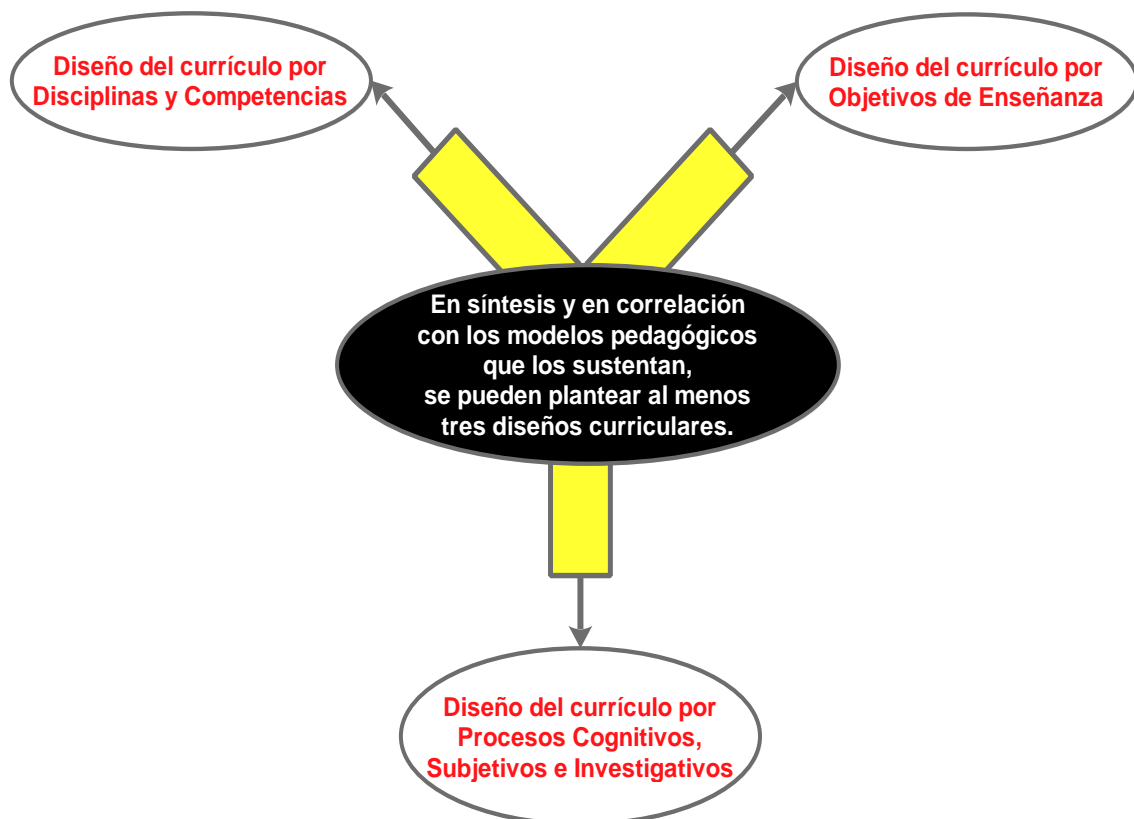 Diseño del currículo por
Disciplinas y Competencias
Diseño del currículo por
Objetivos de Enseñanza
En síntesis y en correlación
con los modelos pedagógicos
que los sustentan,
se pueden plantear al menos
tres diseños curriculares.
Diseño del currículo por
Procesos Cognitivos,
Subjetivos e Investigativos